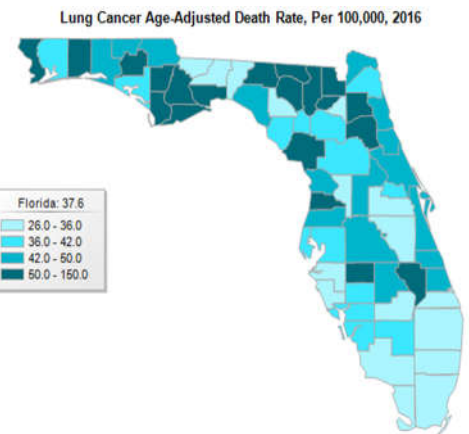 Lung Cancer Age-Adjusted Death Rate, Per 100,000, 2016
Florida: 37.6
26.0 - 36.0
36.0 - 42.0
42.0 - 50.0
50.0 - 150.0